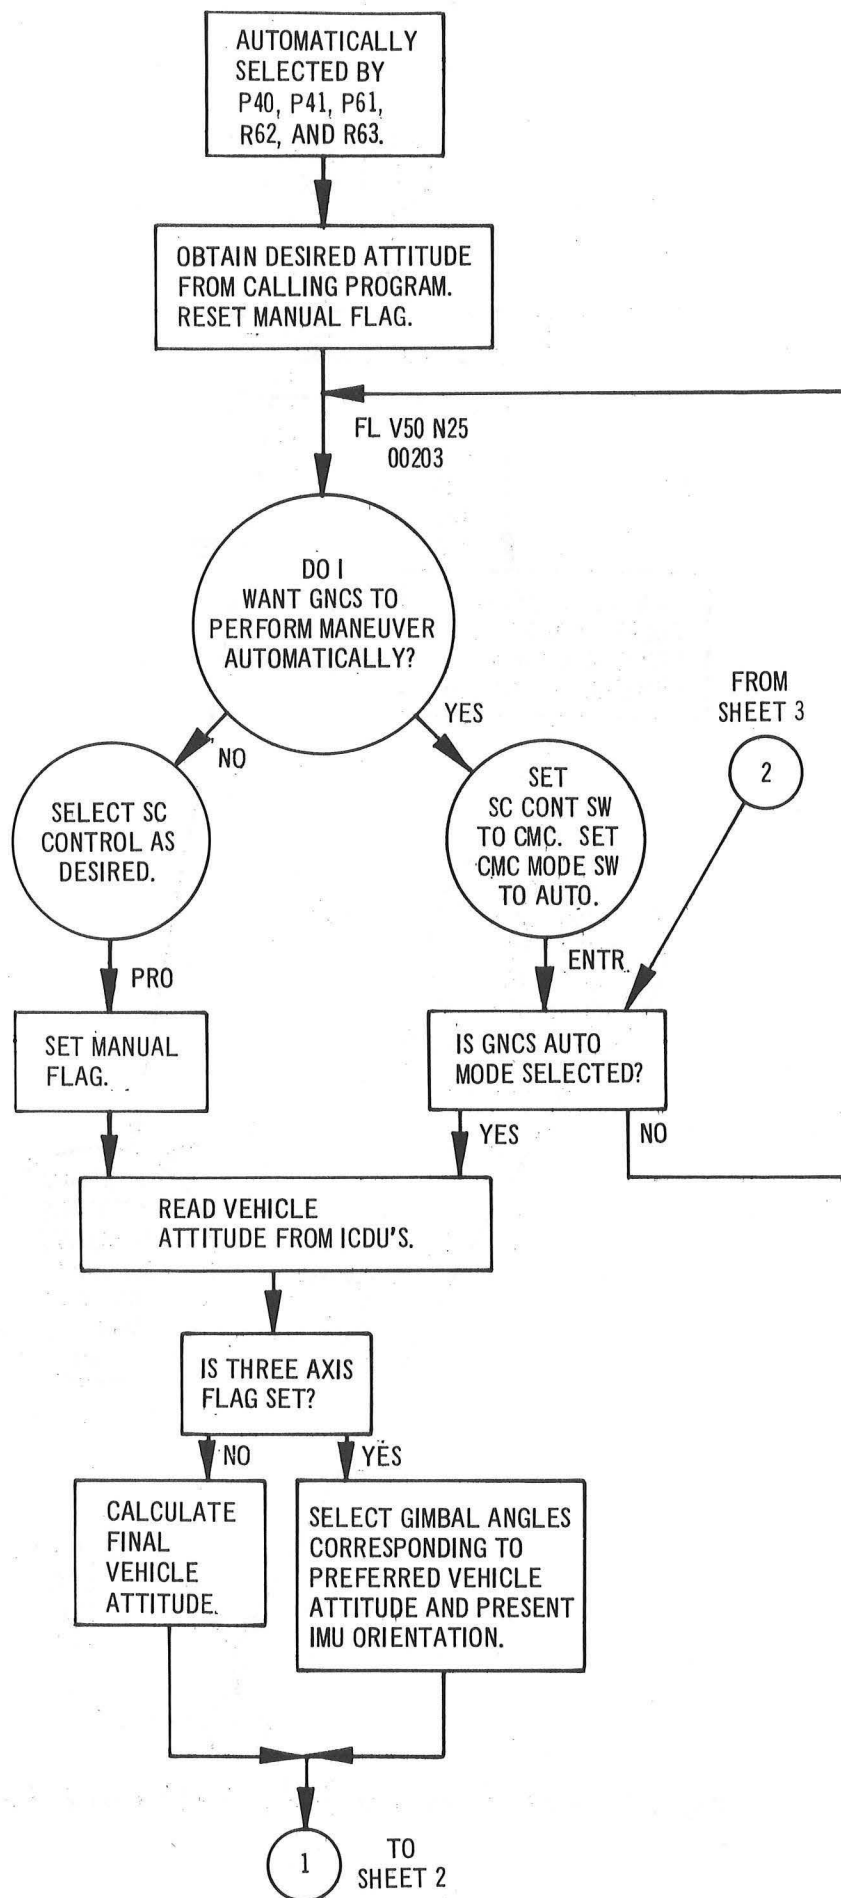 AUTOMATICALLY
SELECTED BY
P40, P41, P61,
R62, AND R63.
OBTAIN DESIRED ATTITUDE
FROM CALLING PROGRAM.
RESET MANUAL FLAG.
FL V50 N25
00203
DO I
WANT GNCS TO
PERFORM MANEUVER
AUTOMATICALLY?
NO
YES
FROM
SHEET 3
2
SELECT SC
CONTROL AS
DESIRED.
SET
SC CONT SW
TO CMC. SET
CMC MODE SW
TO AUTO.
PRO
ENTR
SET MANUAL
FLAG.
IS GNCS AUTO
MODE SELECTED?
YES
NO
READ VEHICLE
ATTITUDE FROM ICDU'S.
IS THREE AXIS
FLAG SET?
NO
YES
CALCULATE
FINAL
VEHICLE
ATTITUDE.
SELECT GIMBAL ANGLES
CORRESPONDING TO
PREFERRED VEHICLE
ATTITUDE AND PRESENT
IMU ORIENTATION.
1
TO
SHEET 2